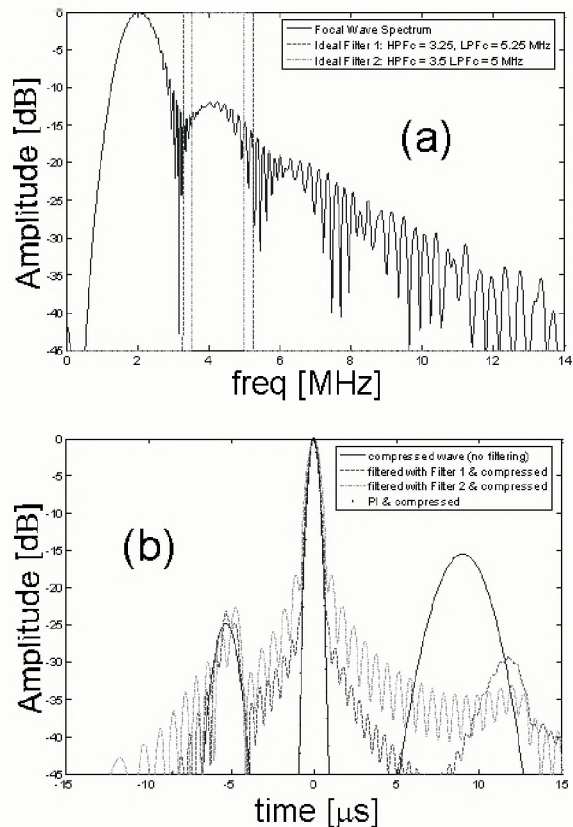 0
-5
-10
-15
-20
-25
-30
-35
-40
-45
Amplitude [dB]
Focal Wave Spectrum
Ideal Filter 1: HPFc = 3.25, LPFc = 5.25 MHz
Ideal Filter 2: HPFc = 3.5 LPFc = 5 MHz
(a)
0 2 4 6 8 10 12 14
freq [MHz]
0
-5
-10
-15
-20
-25
-30
-35
-40
-45
Amplitude [dB]
compressed wave (no filtering)
filtered with Filter 1 & compressed
filtered with Filter 2 & compressed
PI & compressed
(b)
-15 -10 -5 0 5 10 15
time [μs]